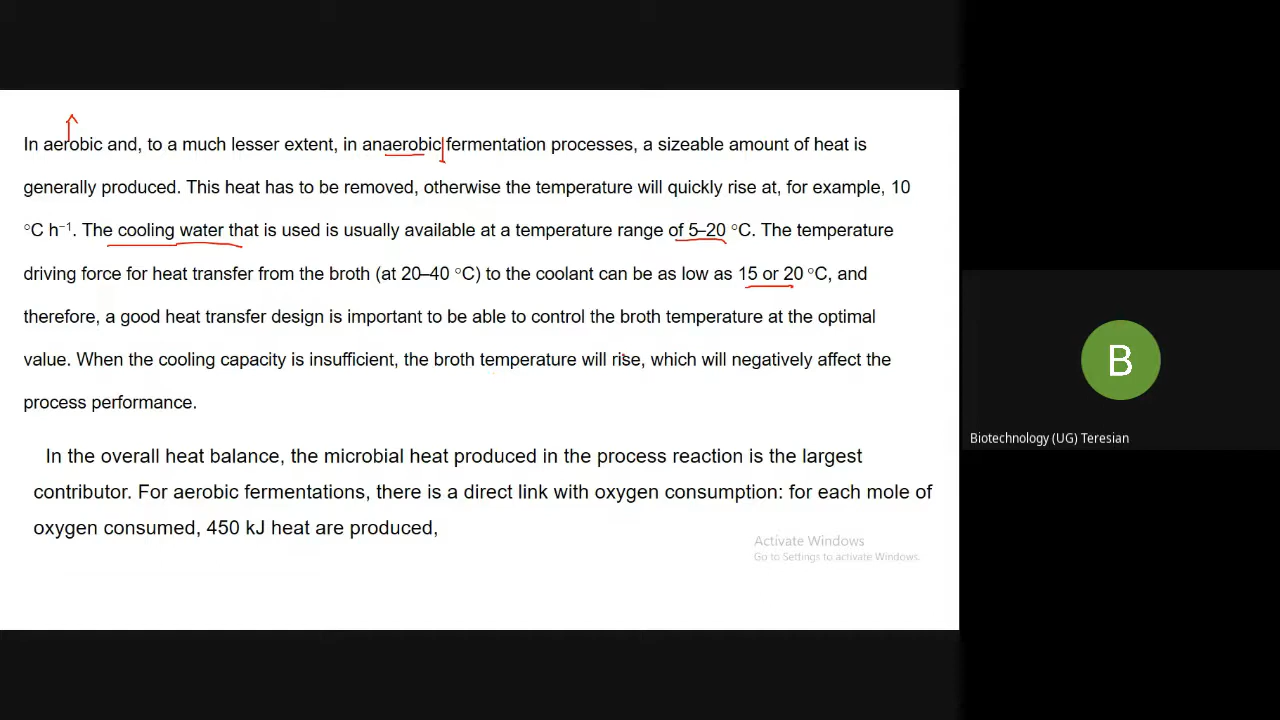 In aerobic and, to a much lesser extent, in anaerobic fermentation processes, a sizeable amount of heat is
generally produced. This heat has to be removed, otherwise the temperature will quickly rise at, for example, 10
°C h⁻¹. The cooling water that is used is usually available at a temperature range of 5–20 °C. The temperature
driving force for heat transfer from the broth (at 20–40 °C) to the coolant can be as low as 15 or 20 °C, and
therefore, a good heat transfer design is important to be able to control the broth temperature at the optimal
value. When the cooling capacity is insufficient, the broth temperature will rise, which will negatively affect the
process performance.
In the overall heat balance, the microbial heat produced in the process reaction is the largest
contributor. For aerobic fermentations, there is a direct link with oxygen consumption: for each mole of
oxygen consumed, 450 kJ heat are produced,
Activate Windows
Go to Settings to activate Windows.
B
Biotechnology (UG) Teresian